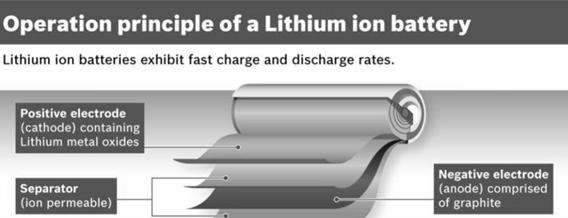 Operation principle of a Lithium ion battery
Lithium ion batteries exhibit fast charge and discharge rates.
Positive electrode
(cathode) containing
Lithium metal oxides
Separator
(ion permeable)
Negative electrode
(anode) comprised
of graphite